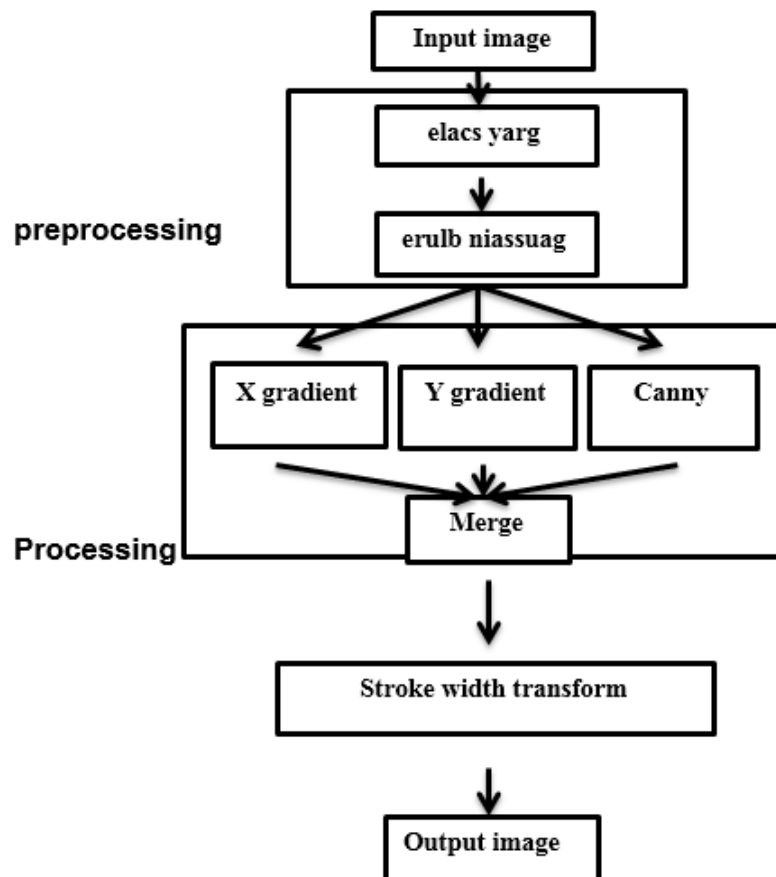 Input image
elacs yarg
preprocessing
erulb niassuag
X gradient
Y gradient
Canny
Merge
Processing
Stroke width transform
Output image